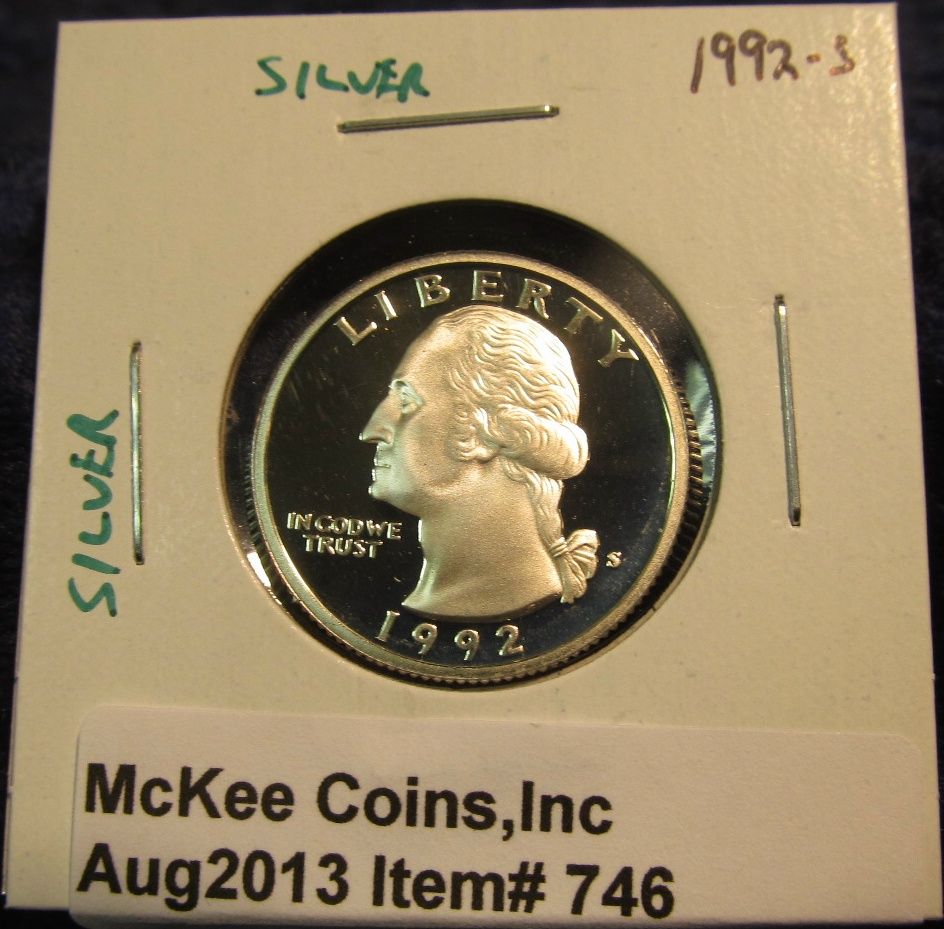 SILVER
1992-S
SILVER
LIBERTY
IN GOD WE
TRUST
S
1992
McKee Coins,Inc
Aug2013 Item# 746